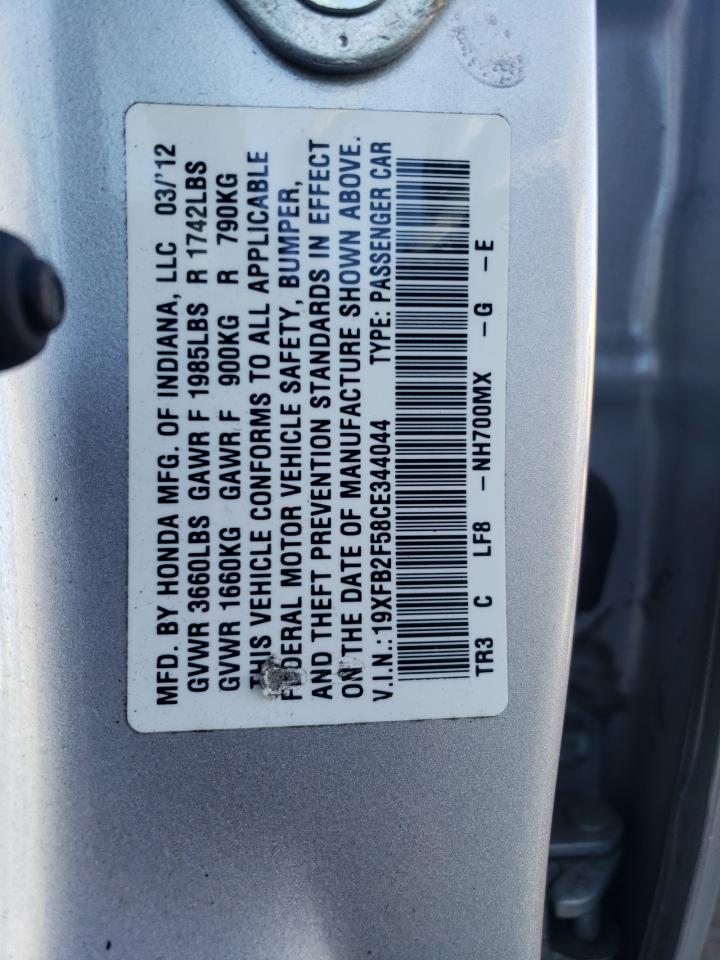 MFD. BY HONDA MFG. OF INDIANA, LLC 03/'12
GVWR 3660LBS GAWR F 1985LBS R 1742LBS
GVWR 1660KG GAWR F 900KG R 790KG
THIS VEHICLE CONFORMS TO ALL APPLICABLE
FEDERAL MOTOR VEHICLE SAFETY, BUMPER,
AND THEFT PREVENTION STANDARDS IN EFFECT
ON THE DATE OF MANUFACTURE SHOWN ABOVE.
V.I.N.:19XFB2F58CE344044 TYPE: PASSENGER CAR
TR3 C LF8 -NH700MX -G -E